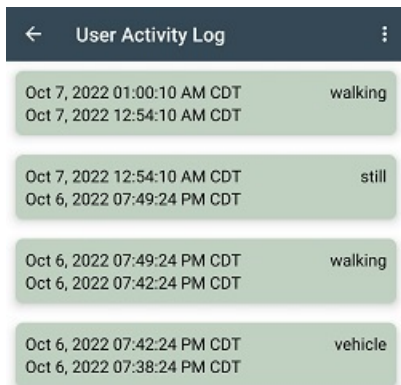 User Activity Log
Oct 7, 2022 01:00:10 AM CDT walking
Oct 7, 2022 12:54:10 AM CDT
Oct 7, 2022 12:54:10 AM CDT still
Oct 6, 2022 07:49:24 PM CDT
Oct 6, 2022 07:49:24 PM CDT walking
Oct 6, 2022 07:42:24 PM CDT
Oct 6, 2022 07:42:24 PM CDT vehicle
Oct 6, 2022 07:38:24 PM CDT